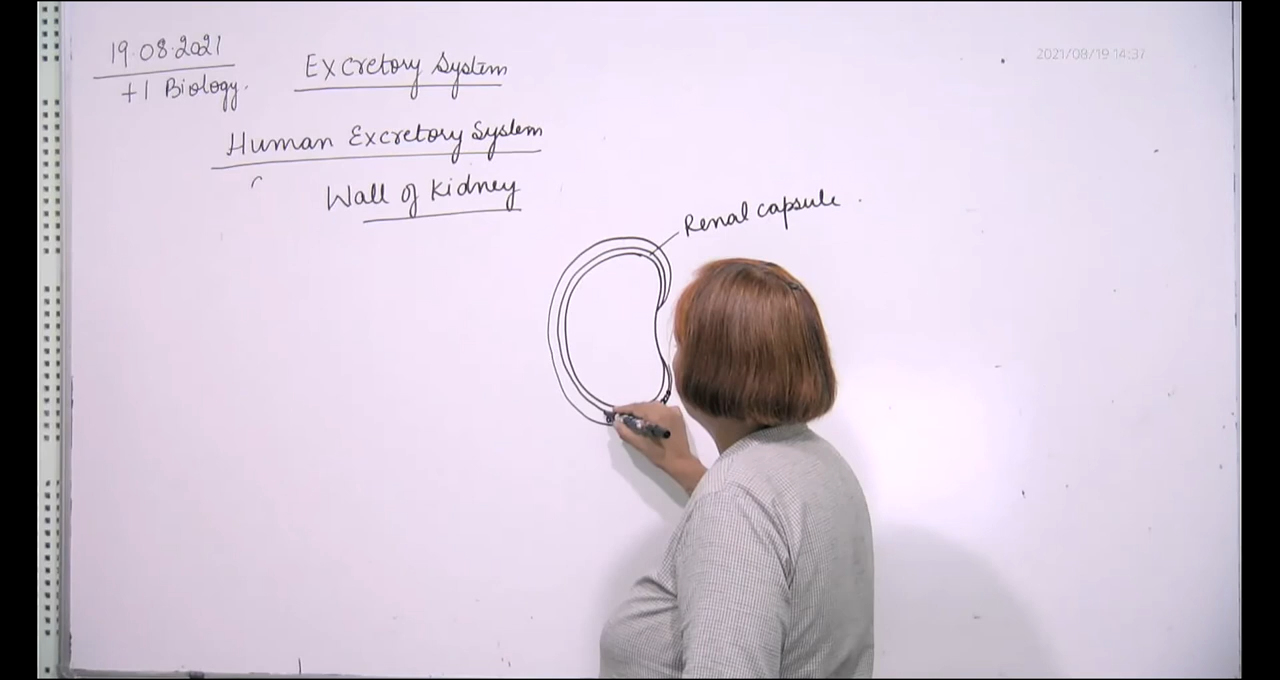 19.08.2021
+1 Biology.
Excretory System
2021/08/19 14:37
Human Excretory System
Wall of Kidney
Renal capsule